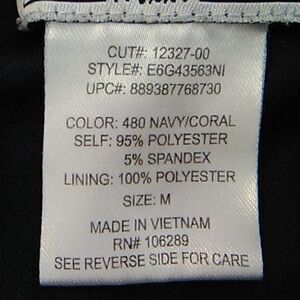 CUT#: 12327-00
STYLE#: E6G43563NI
UPC#: 889387768730
COLOR: 480 NAVY/CORAL
SELF: 95% POLYESTER
5% SPANDEX
LINING: 100% POLYESTER
SIZE: M
MADE IN VIETNAM
RN# 106289
SEE REVERSE SIDE FOR CARE